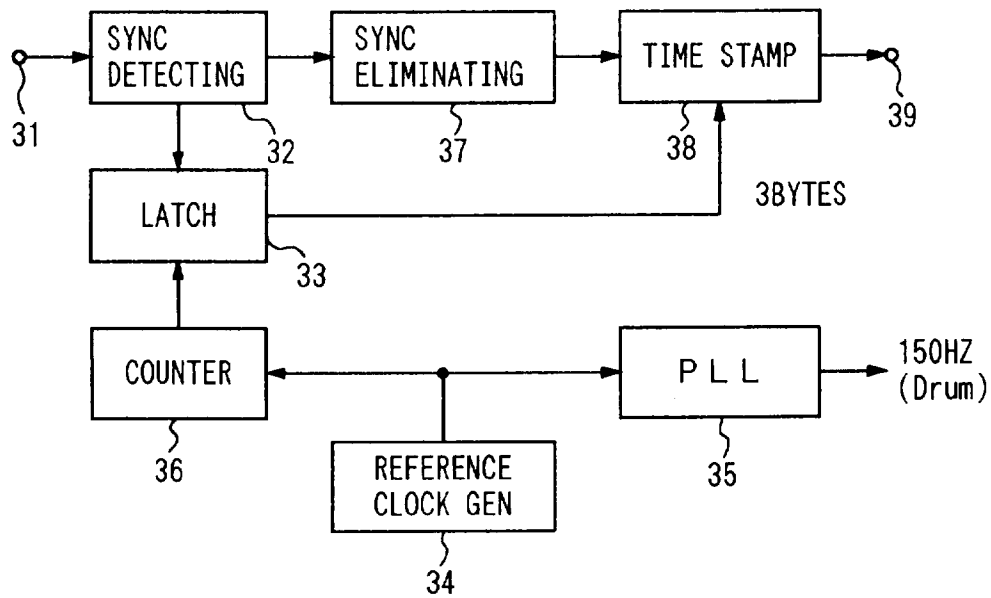 SYNC
DETECTING
SYNC
ELIMINATING
TIME STAMP
31
32
37
38
39
LATCH
3BYTES
33
COUNTER
PLL
150HZ
(Drum)
36
REFERENCE
CLOCK GEN
35
34